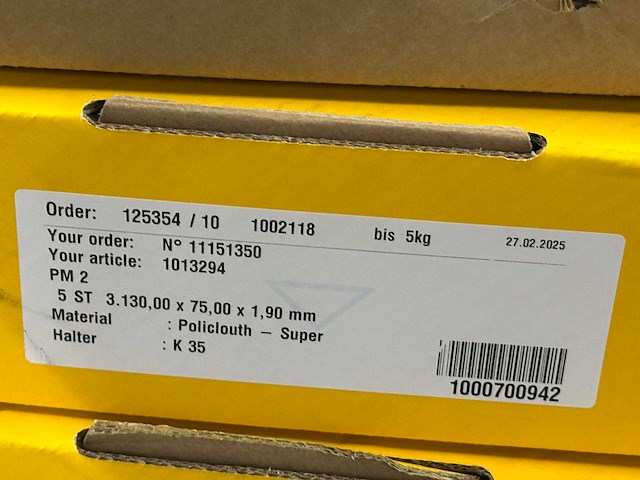 Order: 125354 / 10 1002118 bis 5kg 27.02.2025
Your order: N° 11151350
Your article: 1013294
PM 2
5 ST 3.130,00 x 75,00 x 1,90 mm
Material : Policlouth – Super
Halter : K 35
1000700942